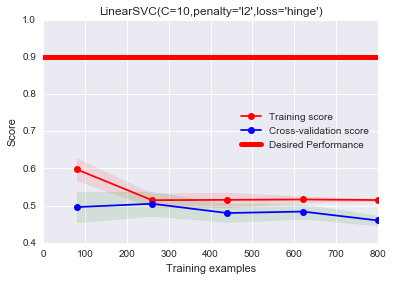 LinearSVC(C=10,penalty='l2',loss='hinge')
1.0
0.9
0.8
0.7
0.6
0.5
0.4
Score
Training score
Cross-validation score
Desired Performance
0 100 200 300 400 500 600 700 800
Training examples